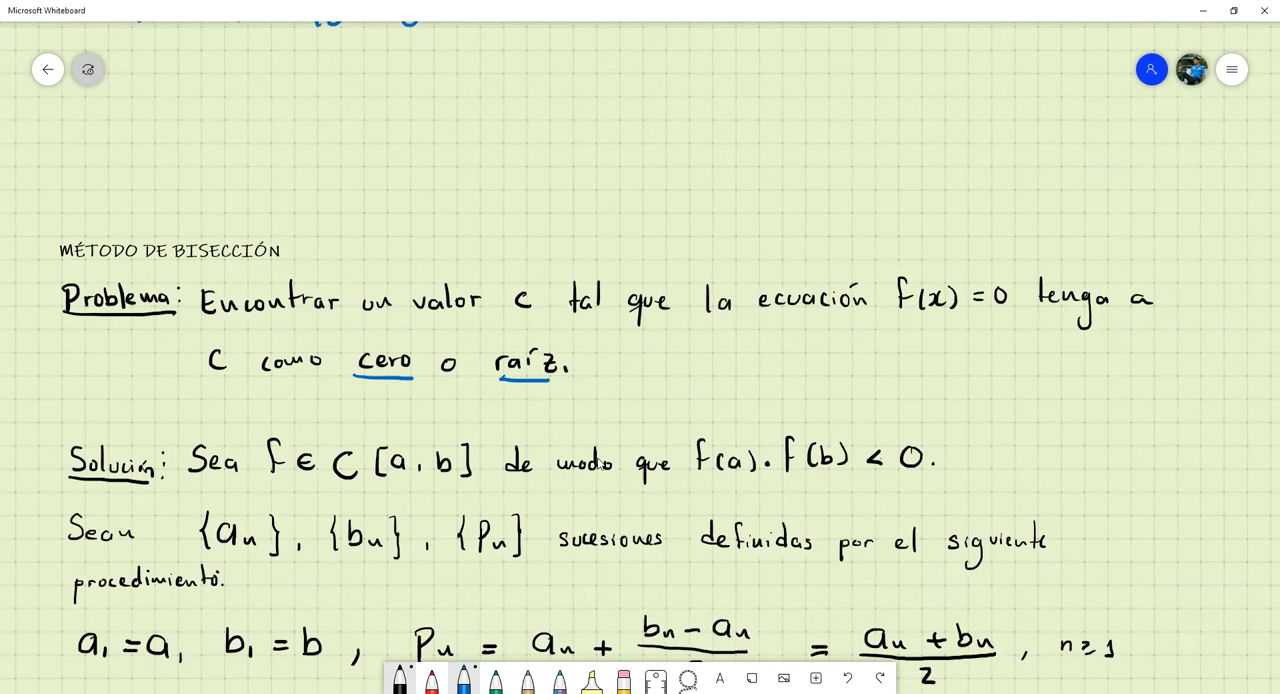 Microsoft Whiteboard
MÉTODO DE BISECCIÓN
Problema: Encontrar un valor c tal que la ecuación f(x) = 0 tenga a
C como cero o raíz.
Solución: Sea f ∈ C [a, b] de modo que f(a). f(b) < 0.
Sean {an}, {bn}, {Pn} sucesiones definidas por el siguiente
procedimiento.
a1 = a, b1 = b, Pn = an + (bn - an)/ = (an + bn)/2, n ≥ 1